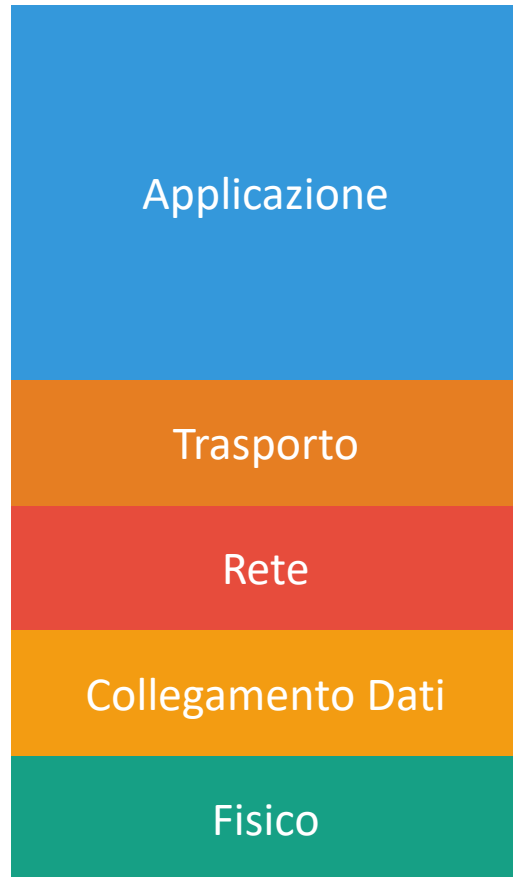 Applicazione
Trasporto
Rete
Collegamento Dati
Fisico